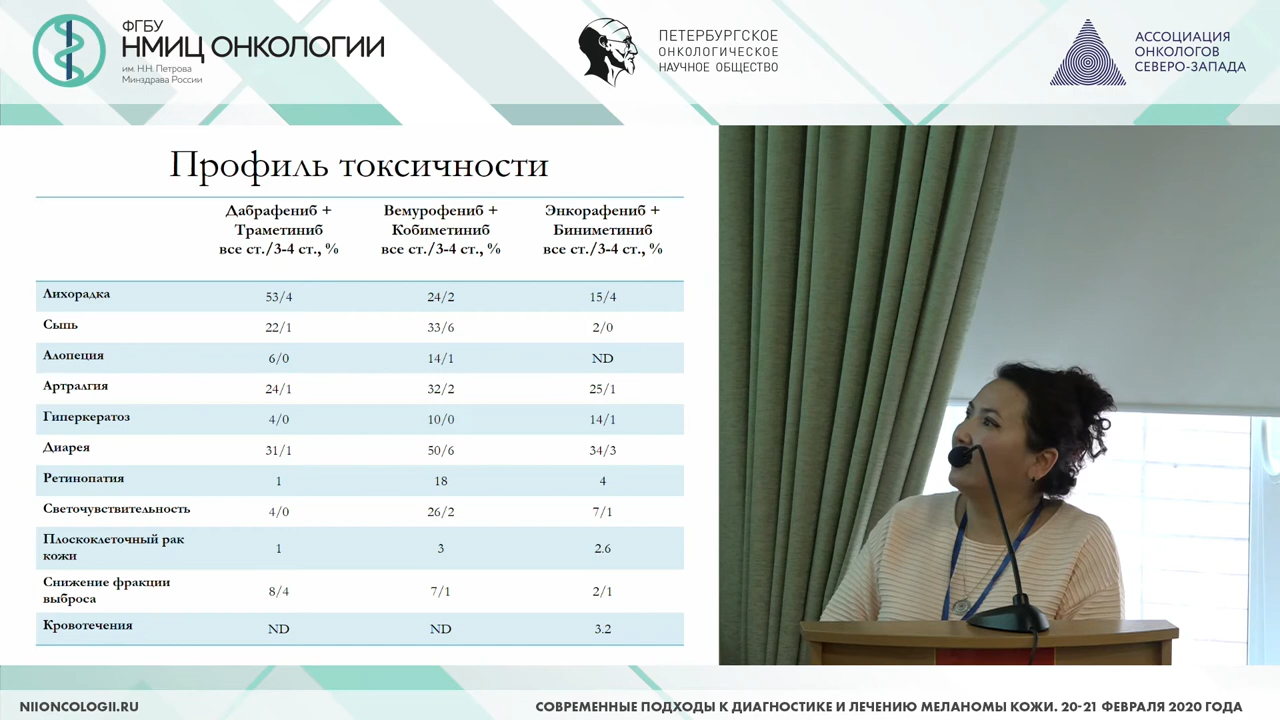 ФГБУ
НМИЦ ОНКОЛОГИИ
им. Н.Н. Петрова
Минздрава России
ПЕТЕРБУРГСКОЕ
ОНКОЛОГИЧЕСКОЕ
НАУЧНОЕ ОБЩЕСТВО
АССОЦИАЦИЯ
ОНКОЛОГОВ
СЕВЕРО-ЗАПАДА
Профиль токсичности
Дабрафениб +
Траметиниб
все ст./3-4 ст., %
Вемурофениб +
Кобиметиниб
все ст./3-4 ст., %
Энкорафениб +
Биниметиниб
все ст./3-4 ст., %
Лихорадка 53/4 24/2 15/4
Сыпь 22/1 33/6 2/0
Алопеция 6/0 14/1 ND
Артралгия 24/1 32/2 25/1
Гиперкератоз 4/0 10/0 14/1
Диарея 31/1 50/6 34/3
Ретинопатия 1 18 4
Светочувствительность 4/0 26/2 7/1
Плоскоклеточный рак
кожи 1 3 2.6
Снижение фракции
выброса 8/4 7/1 2/1
Кровотечения ND ND 3.2
NIIONCOLOGII.RU
СОВРЕМЕННЫЕ ПОДХОДЫ К ДИАГНОСТИКЕ И ЛЕЧЕНИЮ МЕЛАНОМЫ КОЖИ. 20-21 ФЕВРАЛЯ 2020 ГОДА